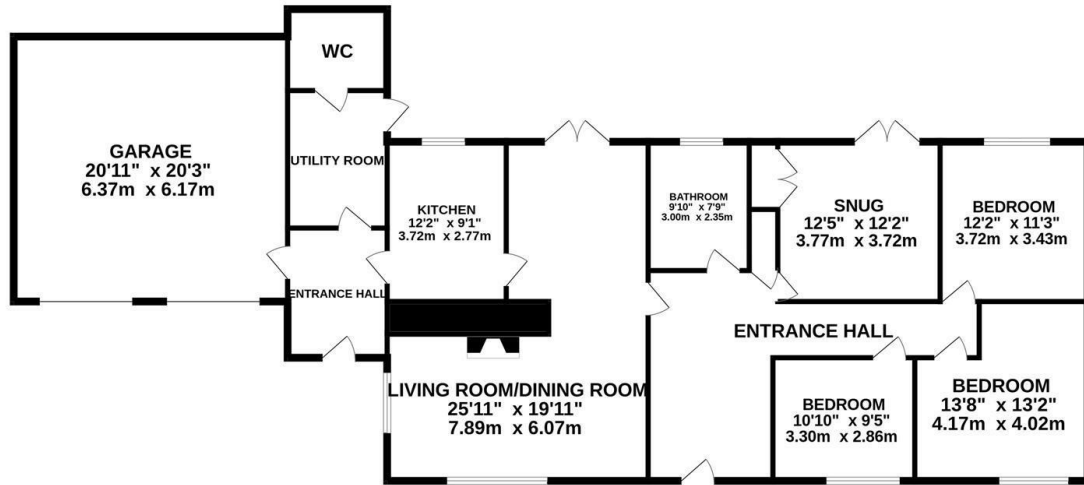 WC
GARAGE
20'11" x 20'3"
6.37m x 6.17m
UTILITY ROOM
KITCHEN
12'2" x 9'1"
3.72m x 2.77m
BATHROOM
9'10" x 7'9"
3.00m x 2.35m
SNUG
12'5" x 12'2"
3.77m x 3.72m
BEDROOM
12'2" x 11'3"
3.72m x 3.43m
ENTRANCE HALL
ENTRANCE HALL
LIVING ROOM/DINING ROOM
25'11" x 19'11"
7.89m x 6.07m
BEDROOM
10'10" x 9'5"
3.30m x 2.86m
BEDROOM
13'8" x 13'2"
4.17m x 4.02m